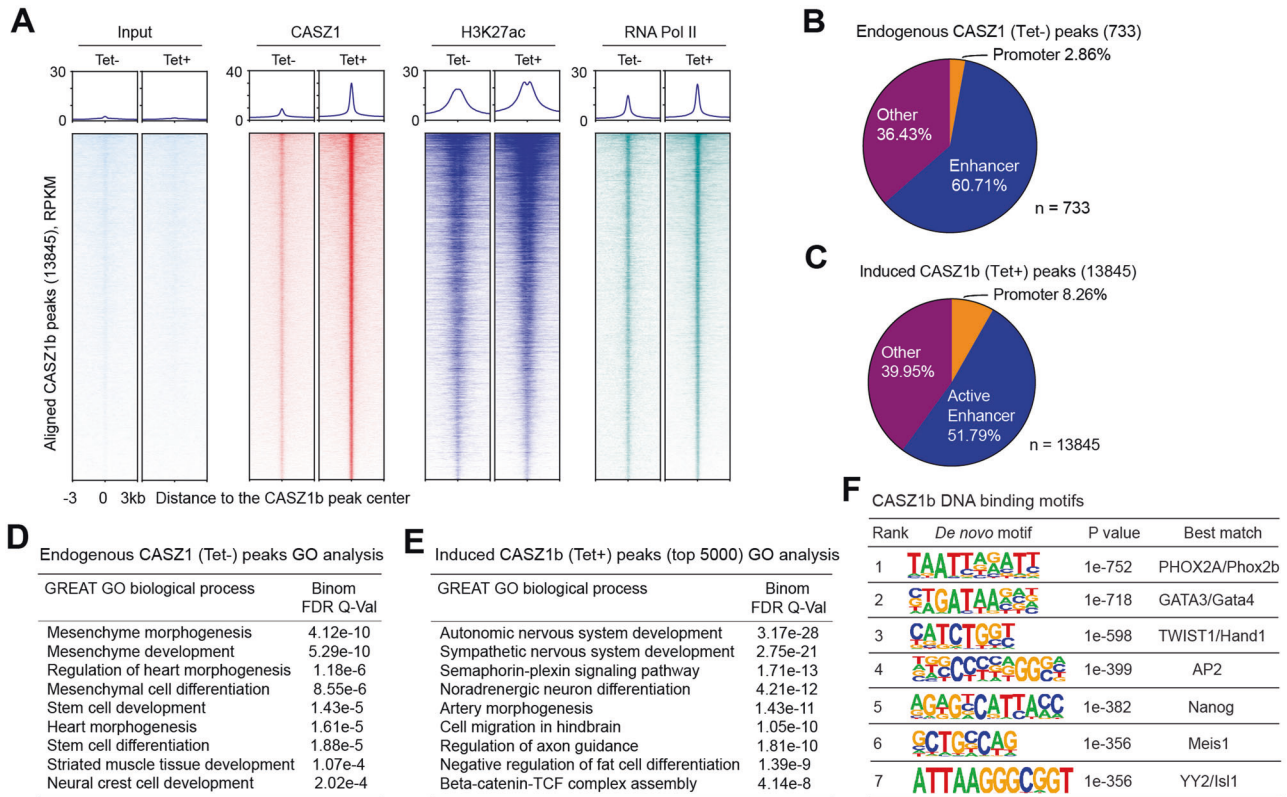 A
Input
CASZ1
H3K27ac
RNA Pol II
Tet-
Tet+
Tet-
Tet+
Tet-
Tet+
Tet-
Tet+
30
0
40
0
30
0
30
0
Aligned CASZ1b peaks (13845), RPKM
-3
0
3kb
Distance to the CASZ1b peak center
B
Endogenous CASZ1 (Tet-) peaks (733)
Promoter 2.86%
Other
36.43%
Enhancer
60.71%
n = 733
C
Induced CASZ1b (Tet+) peaks (13845)
Promoter 8.26%
Other
39.95%
Active
Enhancer
51.79%
n = 13845
D
Endogenous CASZ1 (Tet-) peaks GO analysis
GREAT GO biological process Binom
FDR Q-Val
Mesenchyme morphogenesis 4.12e-10
Mesenchyme development 5.29e-10
Regulation of heart morphogenesis 1.18e-6
Mesenchymal cell differentiation 8.55e-6
Stem cell development 1.43e-5
Heart morphogenesis 1.61e-5
Stem cell differentiation 1.88e-5
Striated muscle tissue development 1.07e-4
Neural crest cell development 2.02e-4
E
Induced CASZ1b (Tet+) peaks (top 5000) GO analysis
GREAT GO biological process Binom
FDR Q-Val
Autonomic nervous system development 3.17e-28
Sympathetic nervous system development 2.75e-21
Semaphorin-plexin signaling pathway 1.71e-13
Noradrenergic neuron differentiation 4.21e-12
Artery morphogenesis 1.43e-11
Cell migration in hindbrain 1.05e-10
Regulation of axon guidance 1.81e-10
Negative regulation of fat cell differentiation 1.39e-9
Beta-catenin-TCF complex assembly 4.14e-8
F
CASZ1b DNA binding motifs
Rank De novo motif P value Best match
1 1e-752 PHOX2A/Phox2b
2 1e-718 GATA3/Gata4
3 1e-598 TWIST1/Hand1
4 1e-399 AP2
5 1e-382 Nanog
6 1e-356 Meis1
7 ATTAAGGGCGGT 1e-356 YY2/Isl1